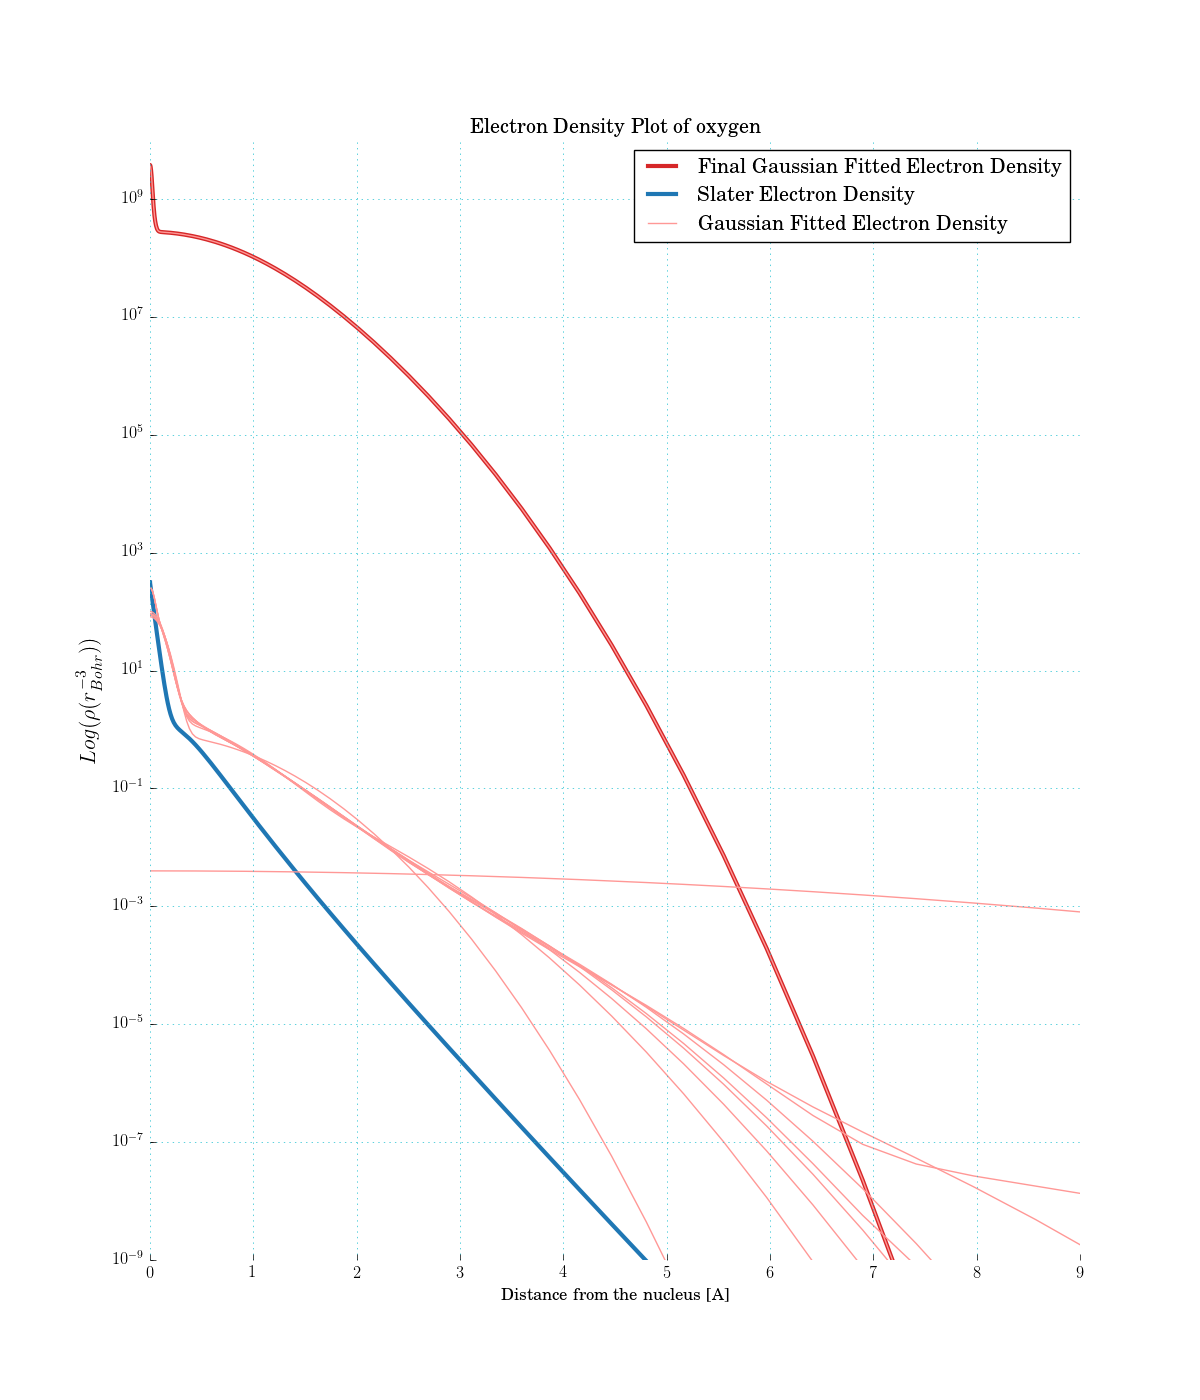 Electron Density Plot of oxygen
Final Gaussian Fitted Electron Density
Slater Electron Density
Gaussian Fitted Electron Density
10^9
10^7
10^5
10^3
10^1
10^−1
10^−3
10^−5
10^−7
10^−9
Log(ρ(r_Bohr^−3))
0 1 2 3 4 5 6 7 8 9
Distance from the nucleus [A]